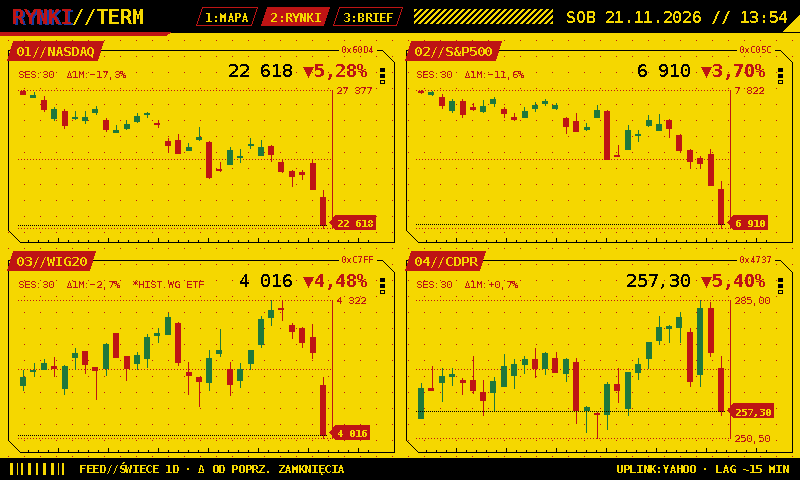 RYNKI//TERM 1:MAPA 2:RYNKI 3:BRIEF SOB 21.11.2026 // 13:54
01//NASDAQ 0x60D4
SES:30 Δ1M:-17,3% 22 618 ▼5,28%
27 377
22 618
02//S&P500 0xC05C
SES:30 Δ1M:-11,6% 6 910 ▼3,70%
7 822
6 910
03//WIG20 0xC7FF
SES:30 Δ1M:-2,7% *HIST.WG ETF 4 016 ▼4,48%
4 322
4 016
04//CDPR 0x4737
SES:30 Δ1M:+0,7% 257,30 ▼5,40%
285,00
257,30
250,50
FEED//ŚWIECE 1D · Δ OD POPRZ. ZAMKNIĘCIA UPLINK:YAHOO · LAG ~15 MIN